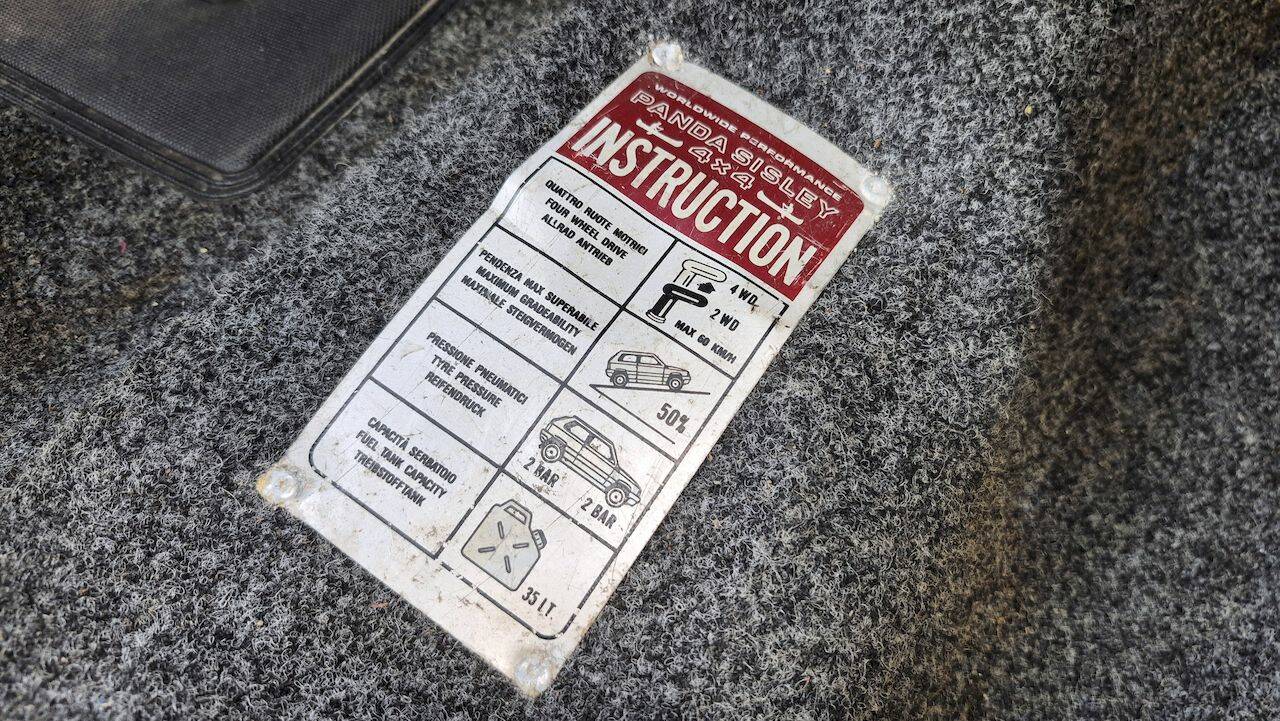 WORLDWIDE PERFORMANCE
PANDA SISLEY
4x4
INSTRUCTION
QUATTRO RUOTE MOTRICI
FOUR WHEEL DRIVE
ALLRAD ANTRIEB
4 WD
2 WD
MAX 60 KM/H
PENDENZA MAX SUPERABILE
MAXIMUM GRADEABILITY
MAXIMALE STEIGVERMOGEN
50%
PRESSIONE PNEUMATICI
TYRE PRESSURE
REIFENDRUCK
2 BAR
2 BAR
CAPACITÀ SERBATOIO
FUEL TANK CAPACITY
TREIBSTOFFTANK
35 LT